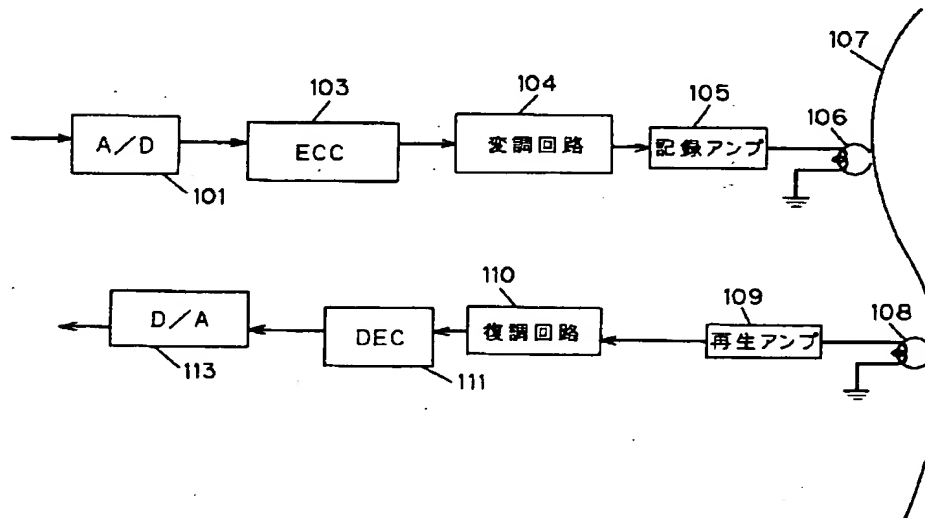 107
103
104
105
106
A/D
ECC
変調回路
記録アンプ
101
110
109
108
D/A
DEC
復調回路
再生アンプ
113
111